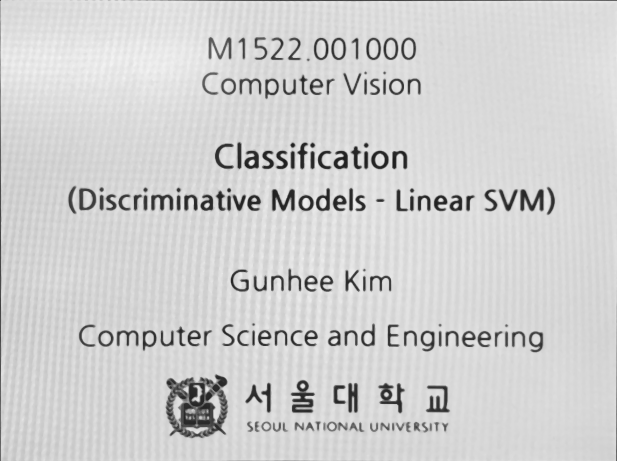 M1522.001000
Computer Vision
Classification
(Discriminative Models - Linear SVM)
Gunhee Kim
Computer Science and Engineering
서울대학교
SEOUL NATIONAL UNIVERSITY